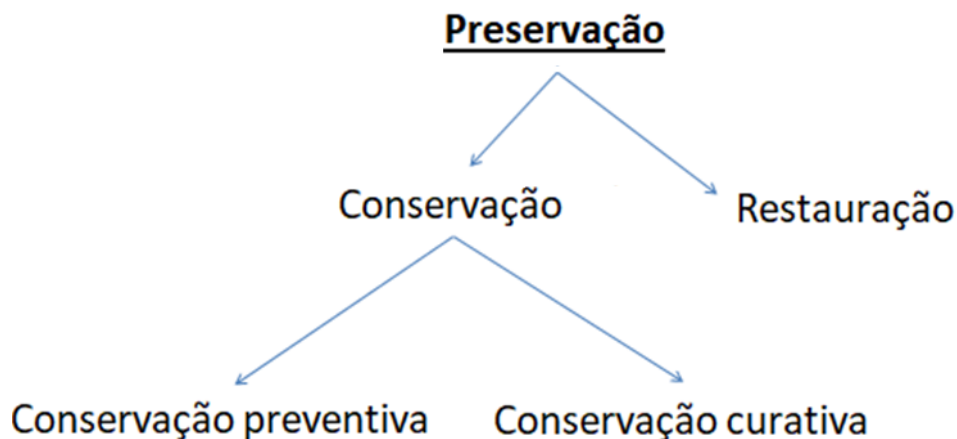 Preservação
Conservação
Restauração
Conservação preventiva
Conservação curativa